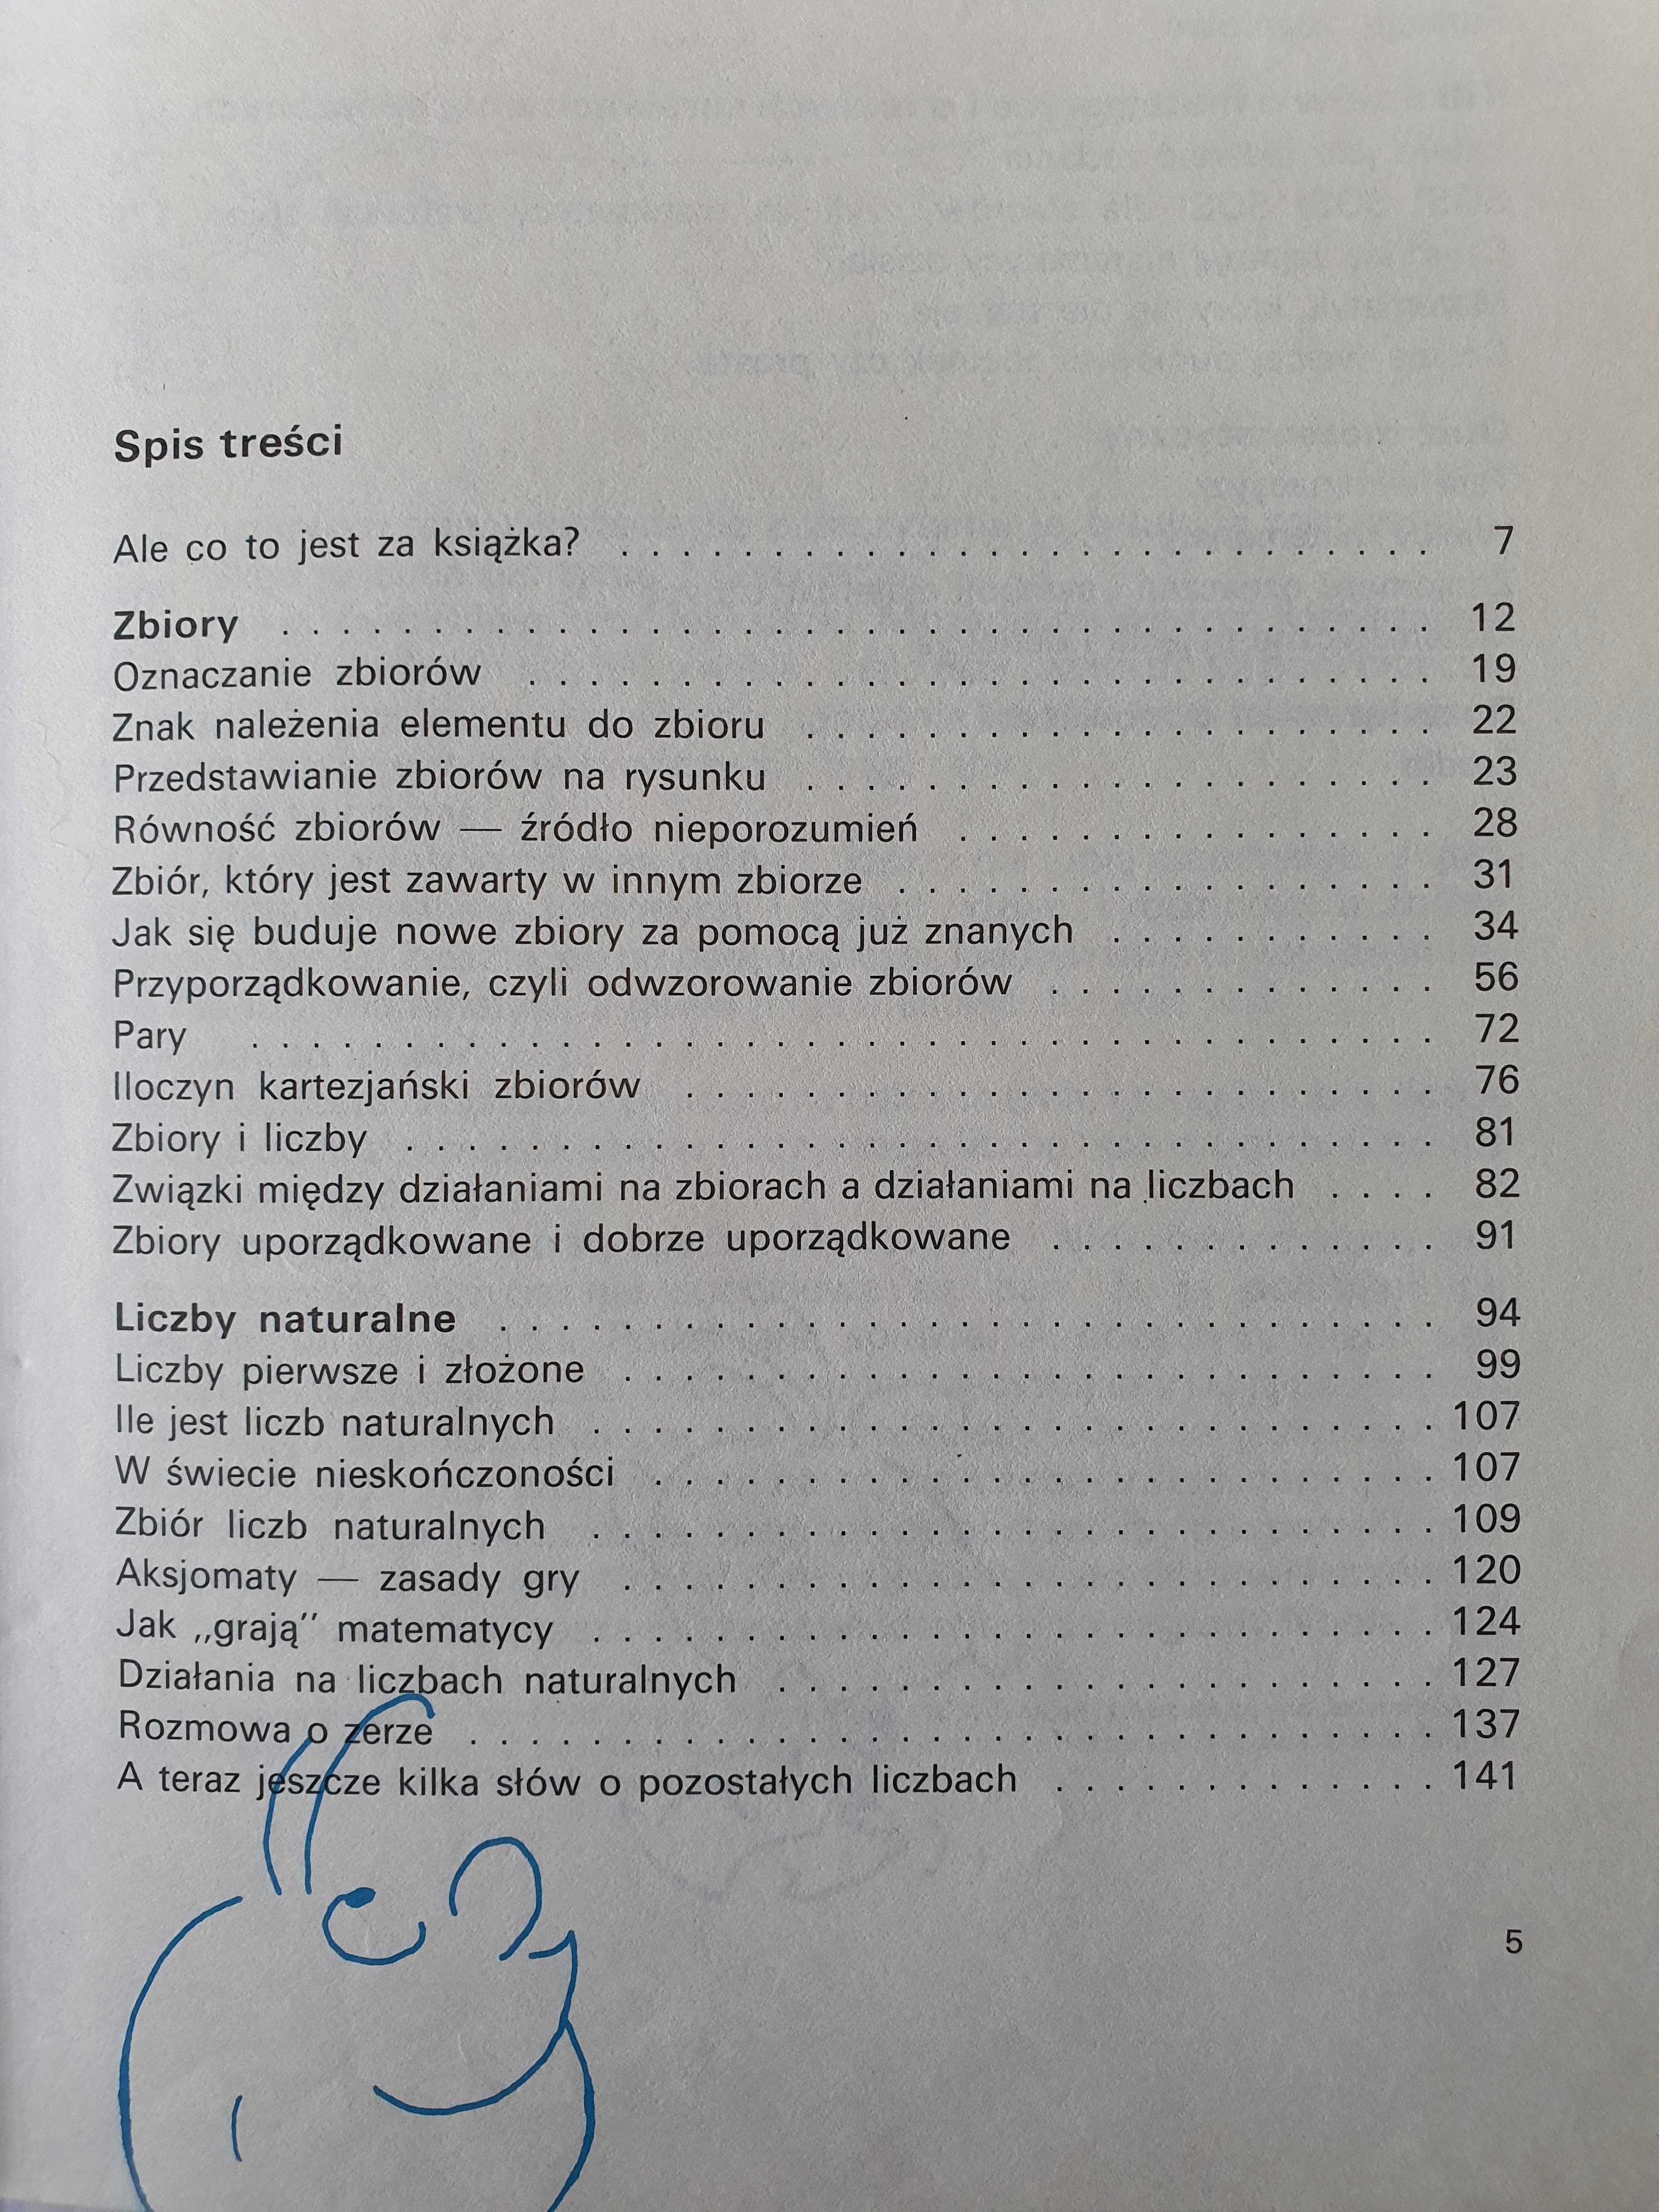 Spis treści
Ale co to jest za książka? . . . . . . . . . . . . . . . . . . . . . . . . . . . 7
Zbiory . . . . . . . . . . . . . . . . . . . . . . . . . . . . . . . . . . . . . . 12
Oznaczanie zbiorów . . . . . . . . . . . . . . . . . . . . . . . . . . . . . . 19
Znak należenia elementu do zbioru . . . . . . . . . . . . . . . . . . . . . 22
Przedstawianie zbiorów na rysunku . . . . . . . . . . . . . . . . . . . . . 23
Równość zbiorów — źródło nieporozumień . . . . . . . . . . . . . . . . 28
Zbiór, który jest zawarty w innym zbiorze . . . . . . . . . . . . . . . . . . 31
Jak się buduje nowe zbiory za pomocą już znanych . . . . . . . . . . . 34
Przyporządkowanie, czyli odwzorowanie zbiorów . . . . . . . . . . . . . 56
Pary . . . . . . . . . . . . . . . . . . . . . . . . . . . . . . . . . . . . . . . 72
Iloczyn kartezjański zbiorów . . . . . . . . . . . . . . . . . . . . . . . . . 76
Zbiory i liczby . . . . . . . . . . . . . . . . . . . . . . . . . . . . . . . . . . 81
Związki między działaniami na zbiorach a działaniami na liczbach . . . . 82
Zbiory uporządkowane i dobrze uporządkowane . . . . . . . . . . . . . 91
Liczby naturalne . . . . . . . . . . . . . . . . . . . . . . . . . . . . . . . 94
Liczby pierwsze i złożone . . . . . . . . . . . . . . . . . . . . . . . . . . . 99
Ile jest liczb naturalnych . . . . . . . . . . . . . . . . . . . . . . . . . . . . 107
W świecie nieskończoności . . . . . . . . . . . . . . . . . . . . . . . . . . 107
Zbiór liczb naturalnych . . . . . . . . . . . . . . . . . . . . . . . . . . . . 109
Aksjomaty — zasady gry . . . . . . . . . . . . . . . . . . . . . . . . . . . 120
Jak „grają” matematycy . . . . . . . . . . . . . . . . . . . . . . . . . . . . 124
Działania na liczbach naturalnych . . . . . . . . . . . . . . . . . . . . . . 127
Rozmowa o zerze . . . . . . . . . . . . . . . . . . . . . . . . . . . . . . . . 137
A teraz jeszcze kilka słów o pozostałych liczbach . . . . . . . . . . . . . 141
5